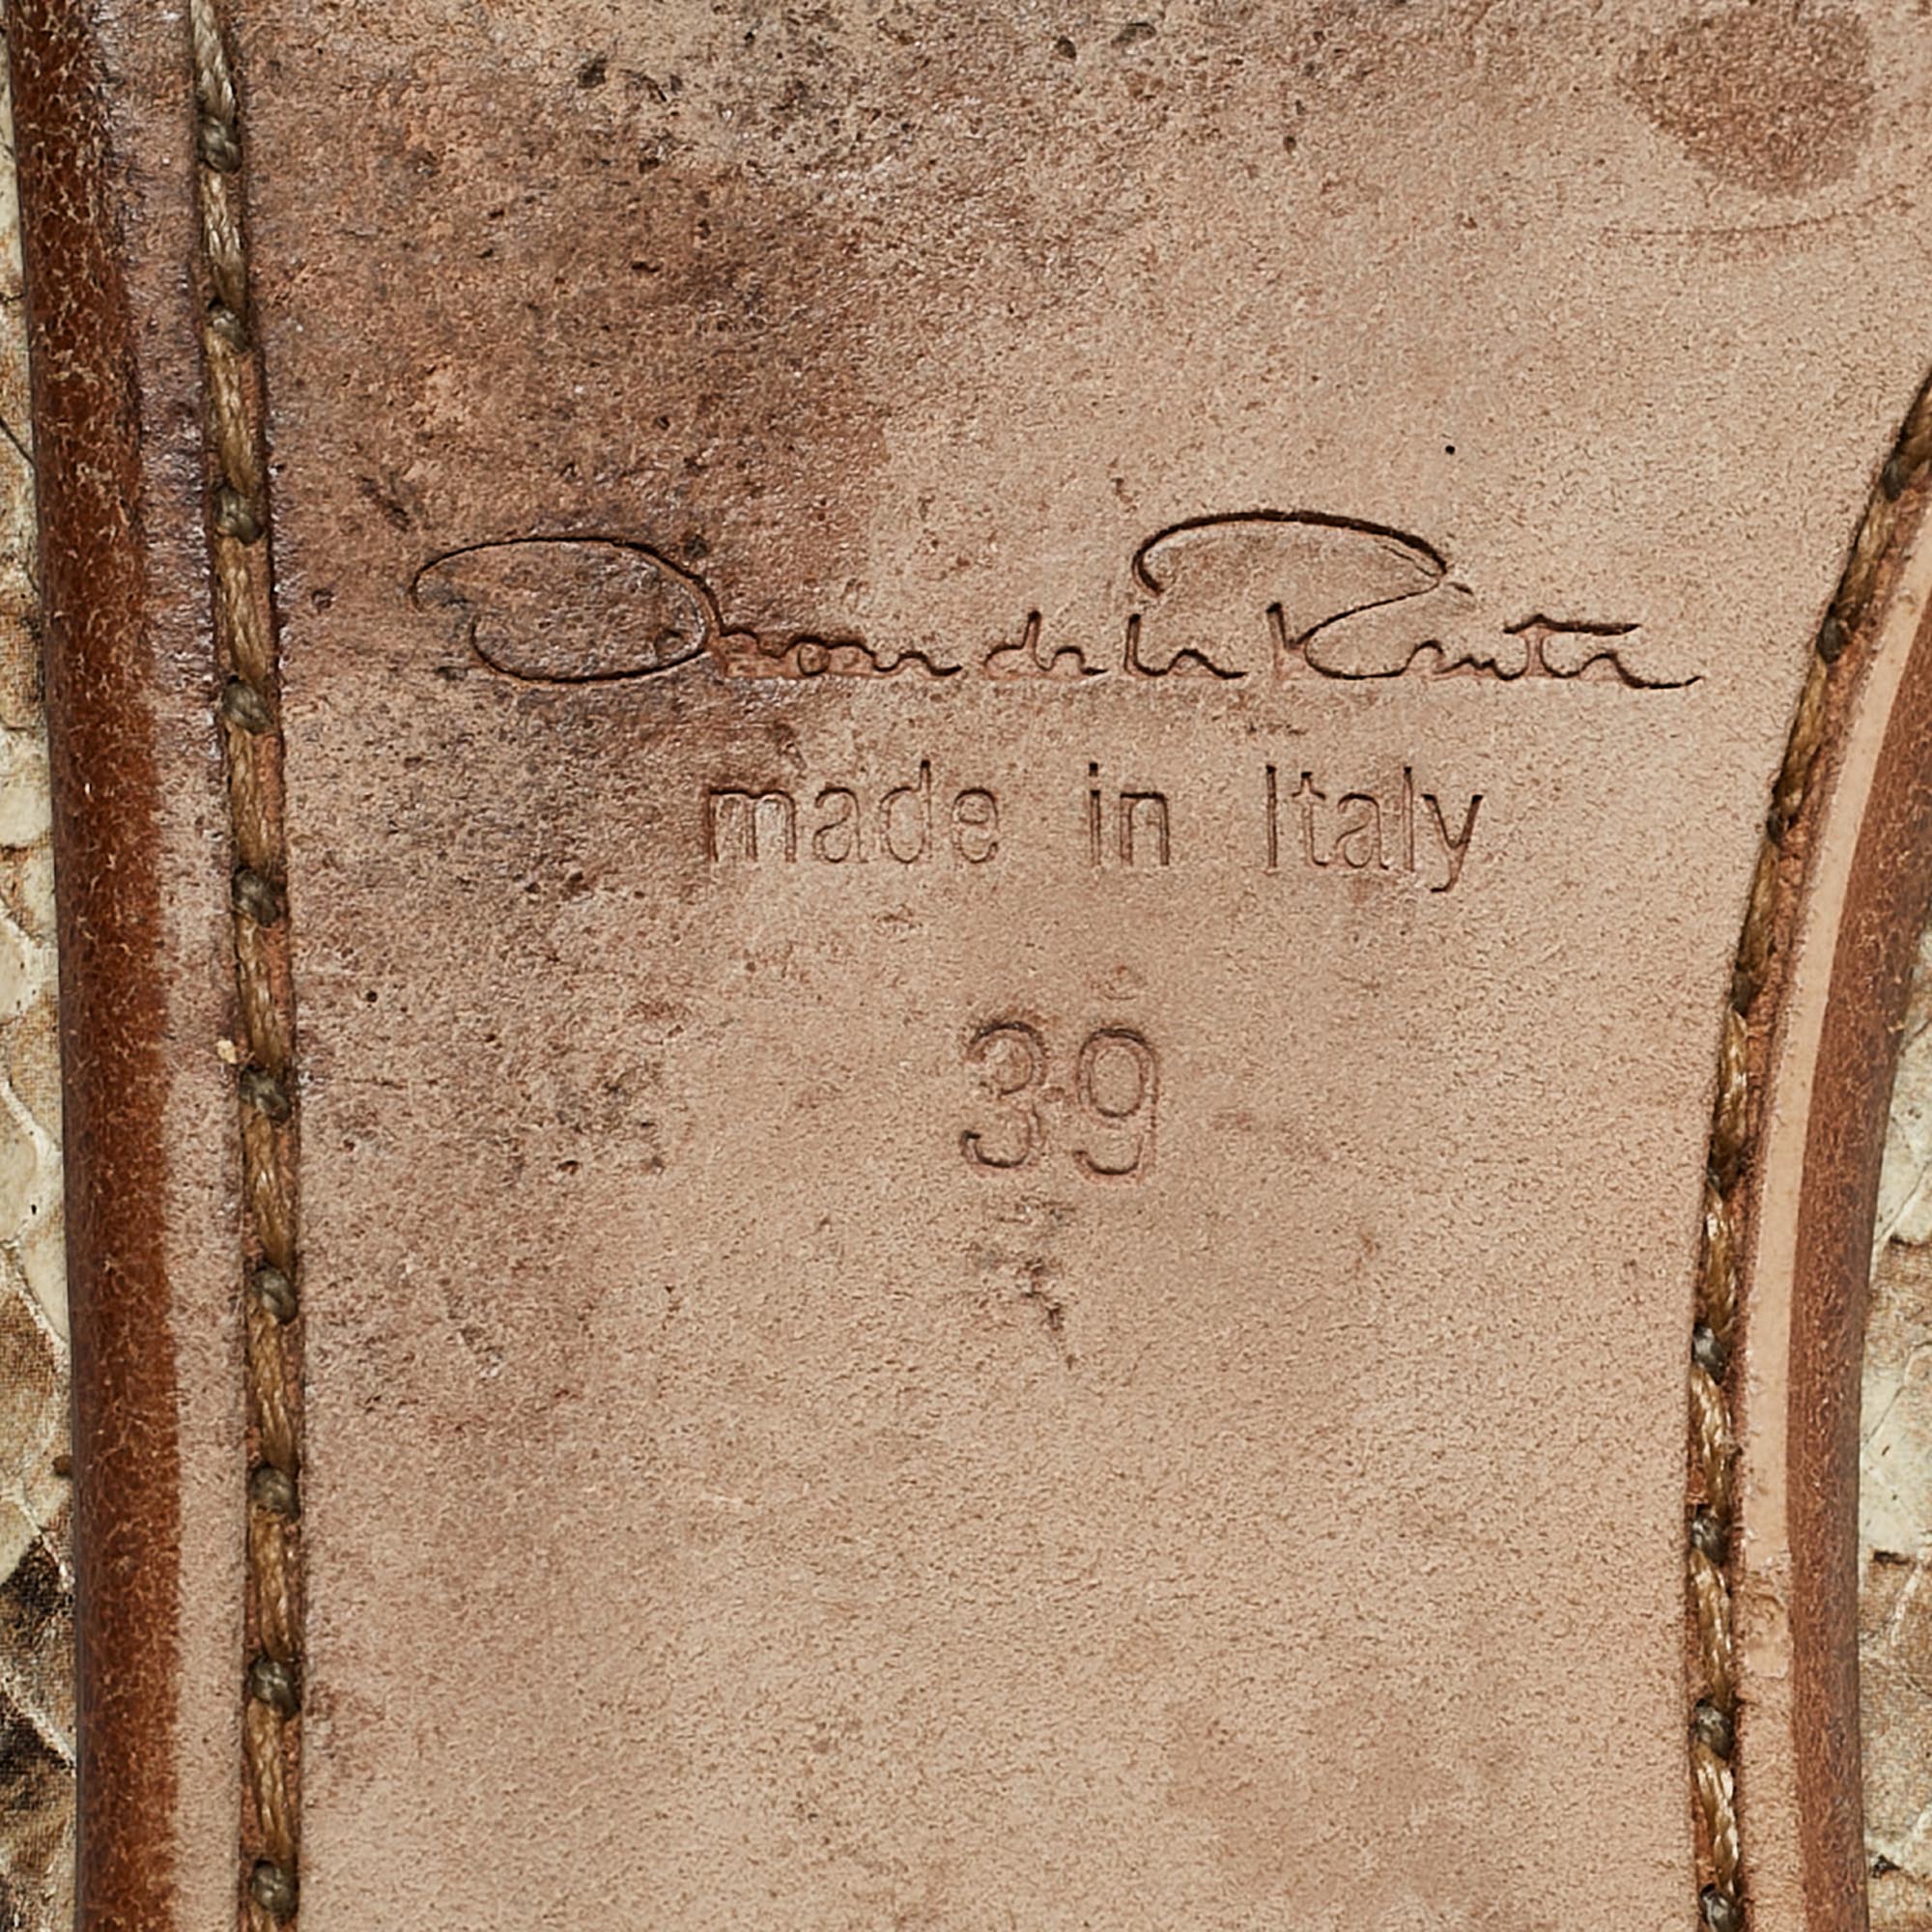 Oscar de la Renta
made in Italy
39